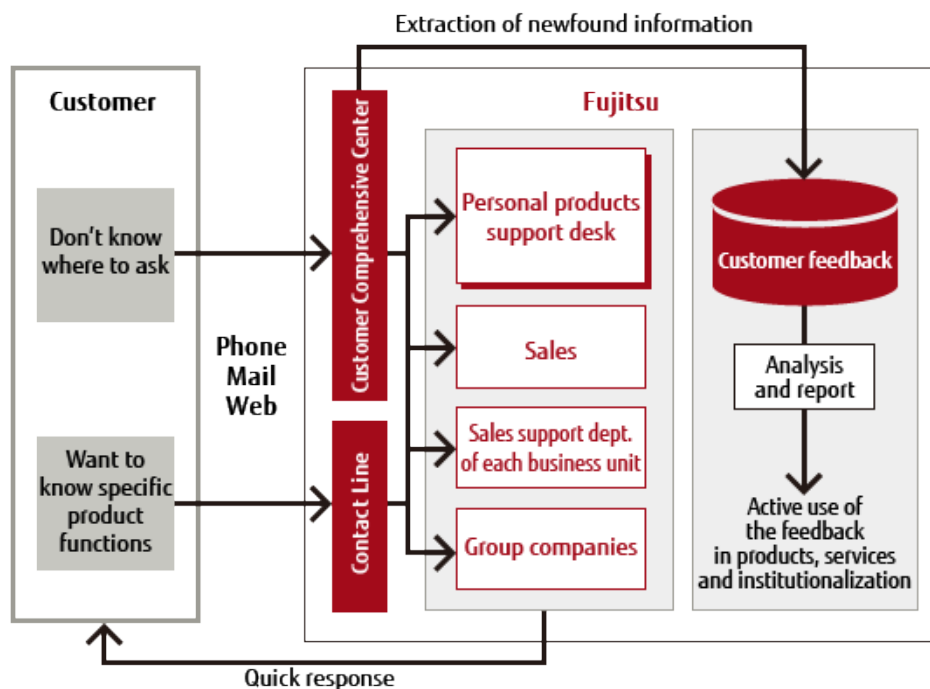 Extraction of newfound information
Customer
Don't know
where to ask
Want to
know specific
product
functions
Phone
Mail
Web
Customer Comprehensive Center
Contact Line
Fujitsu
Personal products
support desk
Sales
Sales support dept.
of each business unit
Group companies
Customer feedback
Analysis
and report
Active use of
the feedback
in products, services
and institutionalization
Quick response